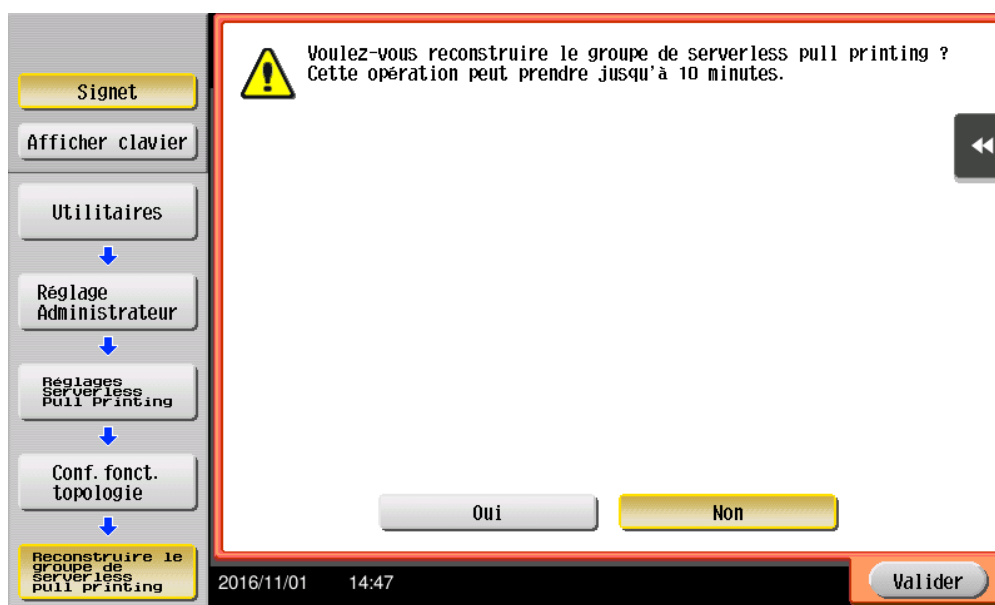 Signet
Afficher clavier
Utilitaires
Réglage
Administrateur
Réglages
Serverless
Pull Printing
Conf. fonct.
topologie
Reconstruire le
groupe de
serverless
pull printing
Voulez-vous reconstruire le groupe de serverless pull printing ?
Cette opération peut prendre jusqu'à 10 minutes.
Oui
Non
2016/11/01 14:47
Valider